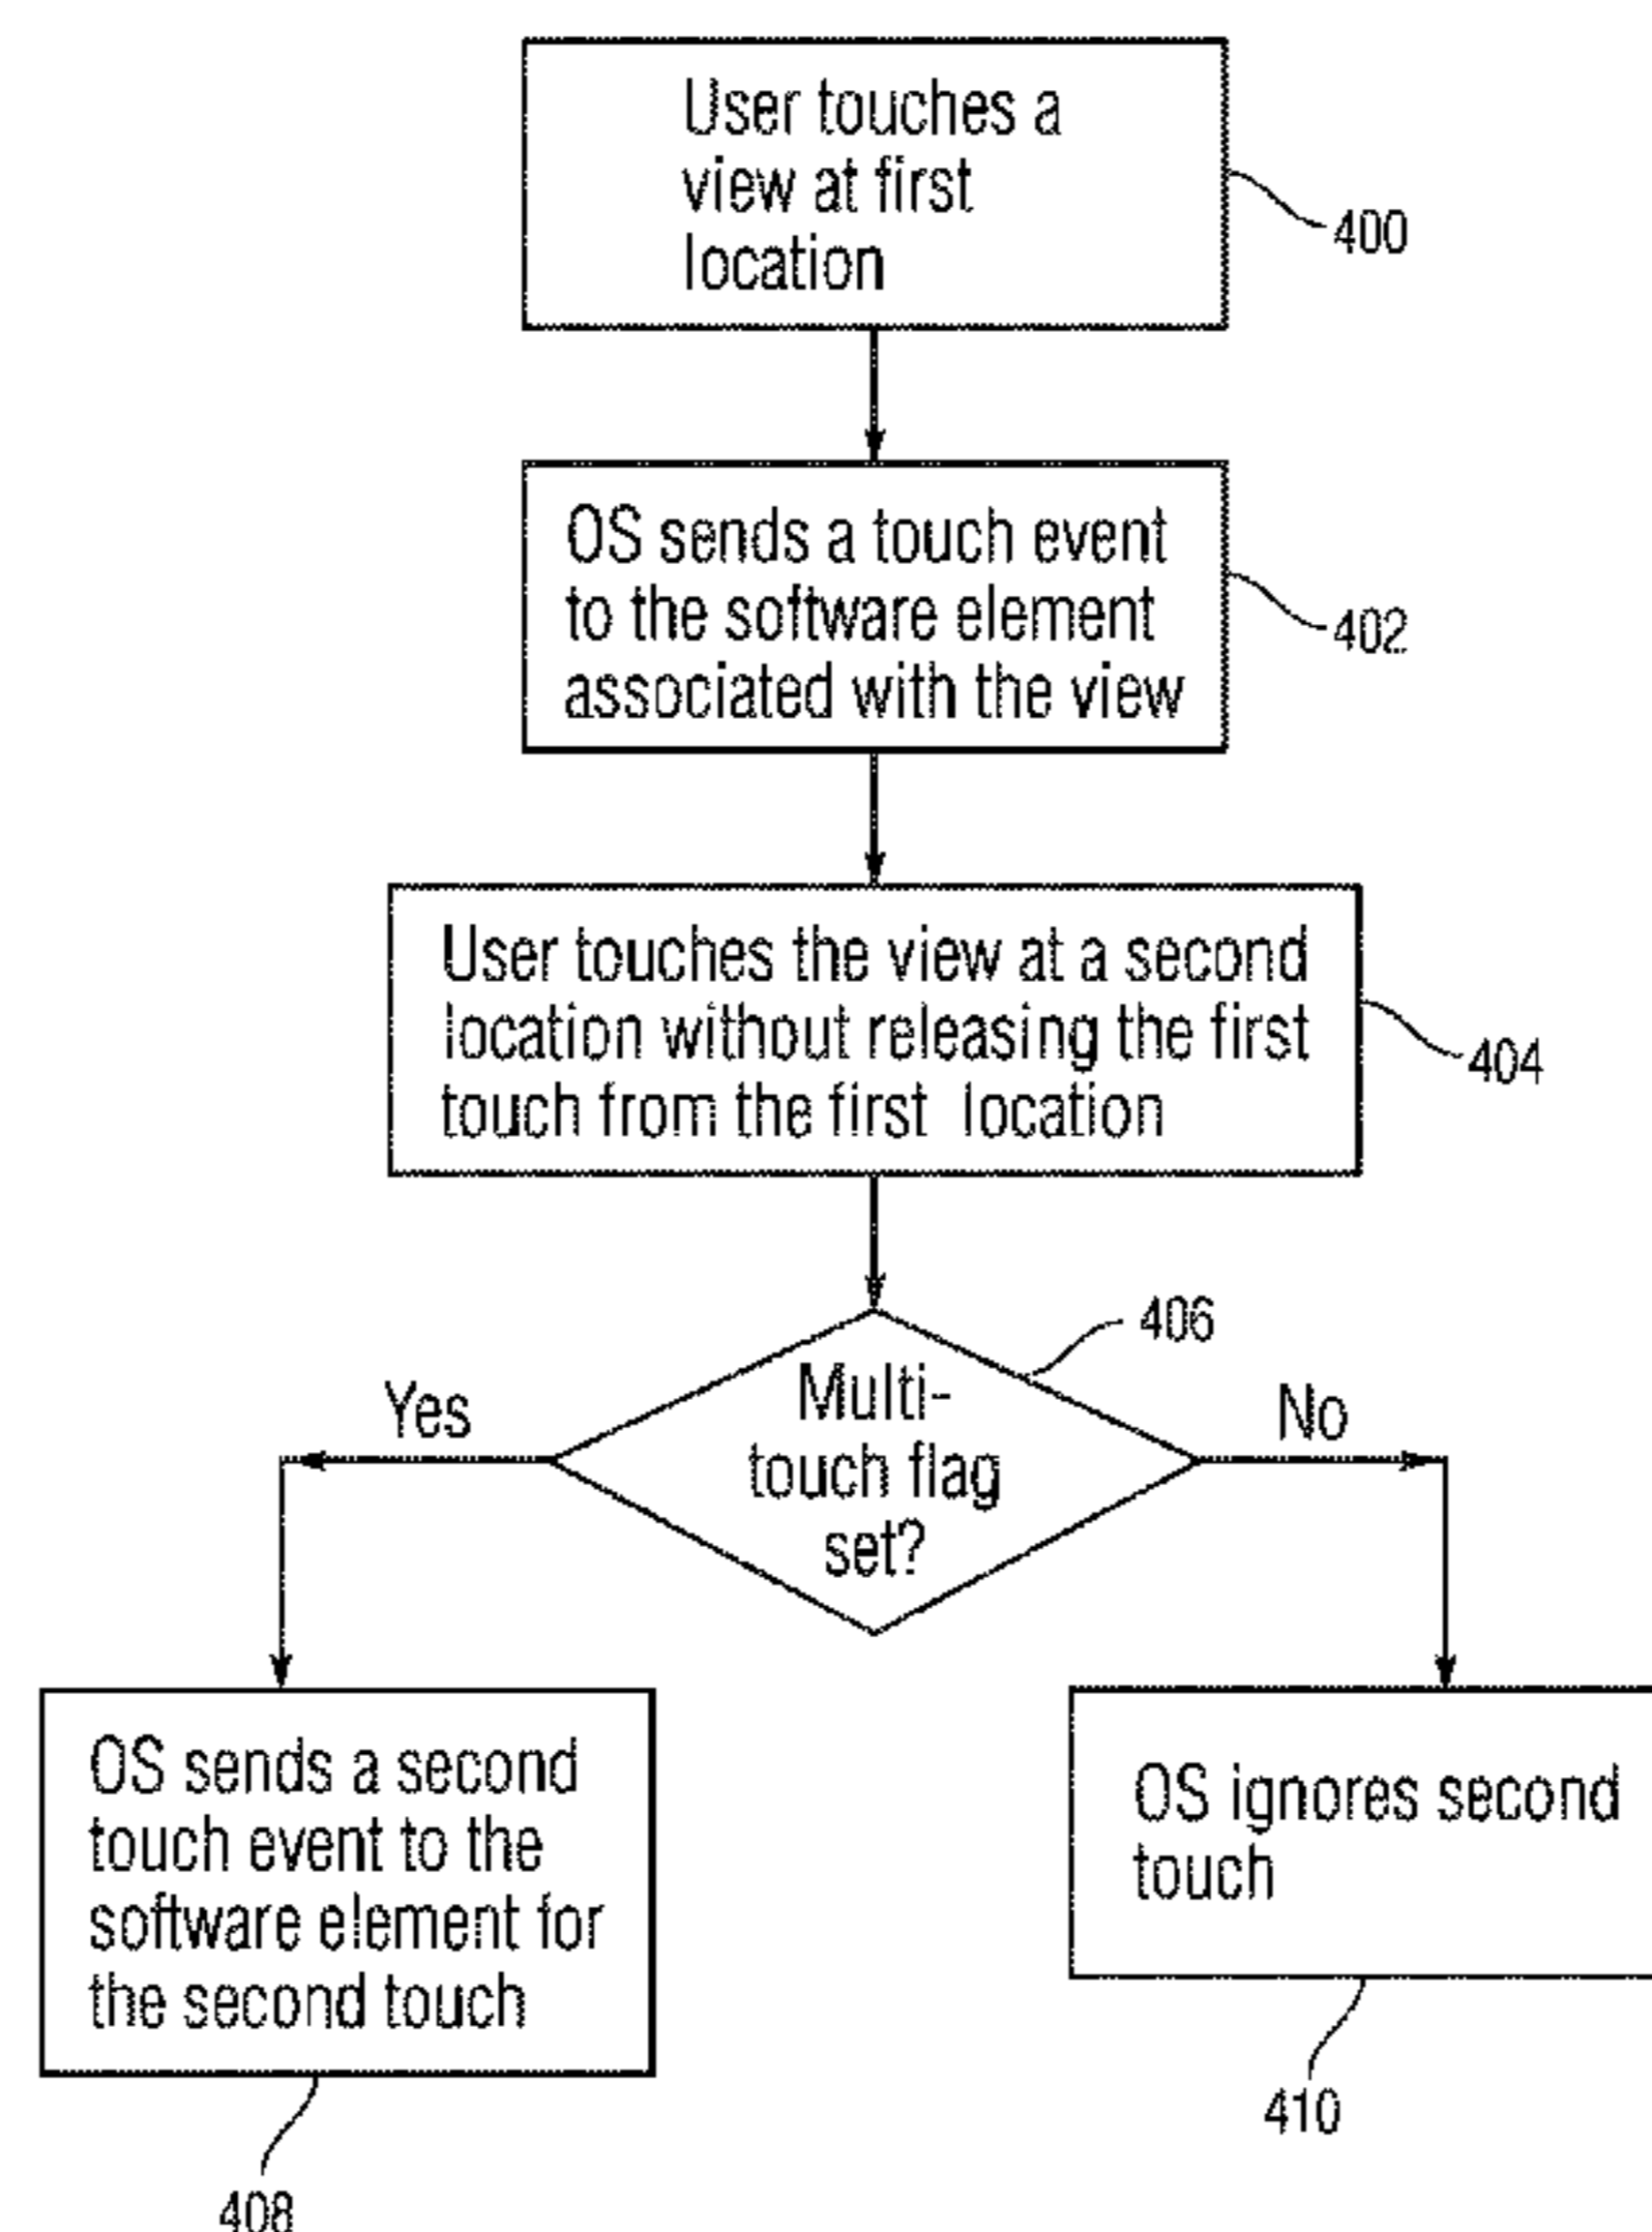 User touches a
view at first
location
400
OS sends a touch event
to the software element
associated with the view
402
User touches the view at a second
location without releasing the first
touch from the first location
404
406
Multi-
touch flag
set?
Yes
No
OS sends a second
touch event to the
software element for
the second touch
408
OS ignores second
touch
410